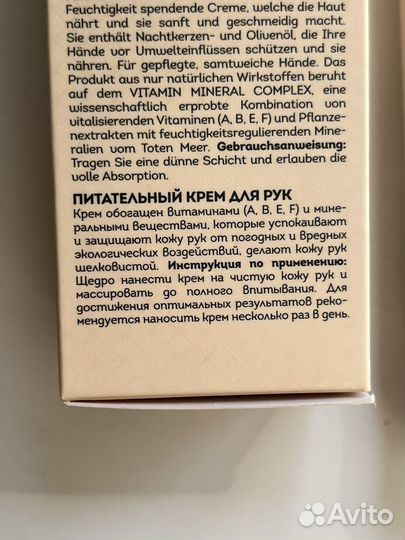 Feuchtigkeit spendende Creme, welche die Haut
nährt und sie sanft und geschmeidig macht.
Sie enthält Nachtkerzen- und Olivenöl, die Ihre
Hände vor Umwelteinflüssen schützen und sie
nähren. Für gepflegte, samtweiche Hände. Das
Produkt aus nur natürlichen Wirkstoffen beruht
auf dem VITAMIN MINERAL COMPLEX, eine
wissenschaftlich erprobte Kombination von
vitalisierenden Vitaminen (A, B, E, F) und Pflanze-
nextrakten mit feuchtigkeitsregulierenden Mine-
ralien vom Toten Meer. Gebrauchsanweisung:
Tragen Sie eine dünne Schicht und erlauben die
volle Absorption.
ПИТАТЕЛЬНЫЙ КРЕМ ДЛЯ РУК
Крем обогащен витаминами (A, B, E, F) и мине-
ральными веществами, которые успокаивают
и защищают кожу рук от погодных и вредных
экологических воздействий, делают кожу рук
шелковистой. Инструкция по применению:
Щедро нанести крем на чистую кожу рук и
массировать до полного впитывания. Для
достижения оптимальных результатов реко-
мендуется наносить крем несколько раз в день.
Avito